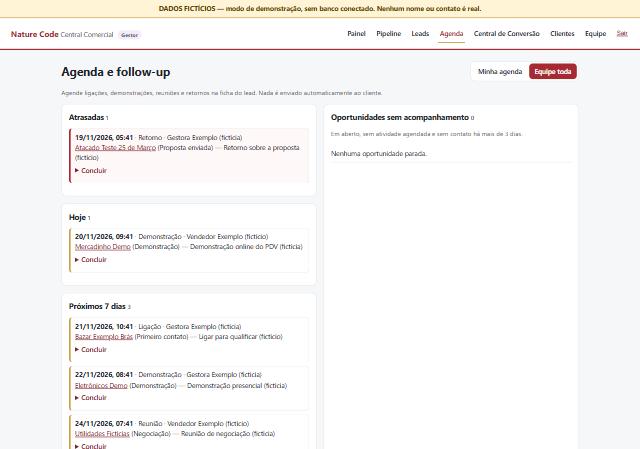 DADOS FICTÍCIOS — modo de demonstração, sem banco conectado. Nenhum nome ou contato é real.
Nature Code Central Comercial Gestor
Painel Pipeline Leads Agenda Central de Conversão Clientes Equipe Sair
Agenda e follow-up
Minha agenda Equipe toda
Agende ligações, demonstrações, reuniões e retornos na ficha do lead. Nada é enviado automaticamente ao cliente.
Atrasadas 1
19/11/2026, 05:41 · Retorno · Gestora Exemplo (fictícia)
Atacado Teste 25 de Março (Proposta enviada) — Retorno sobre a proposta
(fictício)
▶ Concluir
Hoje 1
20/11/2026, 09:41 · Demonstração · Vendedor Exemplo (fictício)
Mercadinho Demo (Demonstração) — Demonstração online do PDV (fictícia)
▶ Concluir
Próximos 7 dias 3
21/11/2026, 10:41 · Ligação · Gestora Exemplo (fictícia)
Bazar Exemplo Brás (Primeiro contato) — Ligar para qualificar (fictício)
▶ Concluir
22/11/2026, 08:41 · Demonstração · Gestora Exemplo (fictícia)
Eletrônicos Demo (Demonstração) — Demonstração presencial (fictícia)
▶ Concluir
24/11/2026, 07:41 · Reunião · Vendedor Exemplo (fictício)
Utilidades Fictícias (Negociação) — Reunião de negociação (fictícia)
▶ Concluir
Oportunidades sem acompanhamento 0
Em aberto, sem atividade agendada e sem contato há mais de 3 dias.
Nenhuma oportunidade parada.